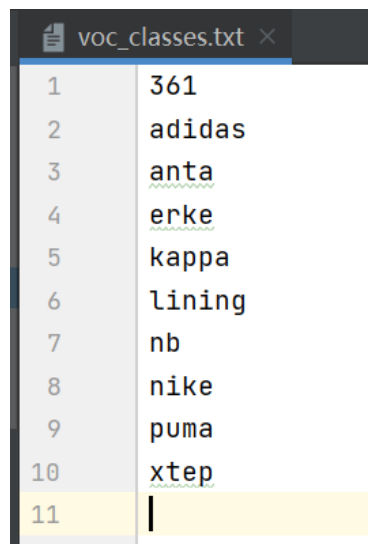 voc_classes.txt ×
1 361
2 adidas
3 anta
4 erke
5 kappa
6 lining
7 nb
8 nike
9 puma
10 xtep
11